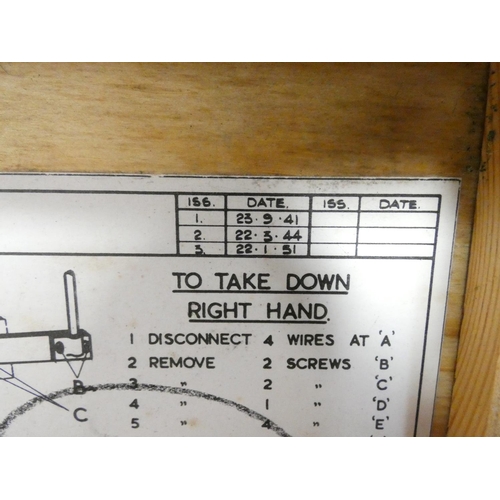 ISS. DATE. ISS. DATE.
1. 23·9·41
2. 22·3·44
3. 22·1·51
TO TAKE DOWN
RIGHT HAND.
1 DISCONNECT 4 WIRES AT 'A'
2 REMOVE 2 SCREWS 'B'
3 " 2 " 'C'
4 " 1 " 'D'
5 " 4 " 'E'
B
C